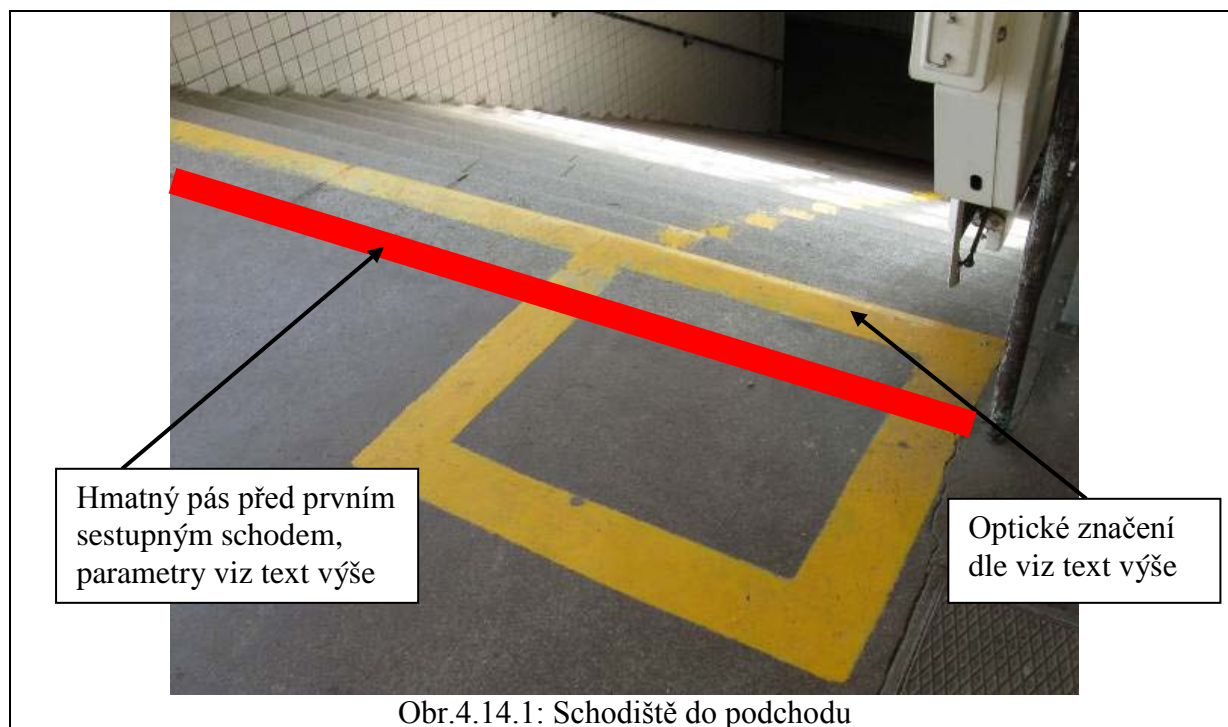 Hmatný pás před prvním
sestupným schodem,
parametry viz text výše
Optické značení
dle viz text výše
Obr.4.14.1: Schodiště do podchodu